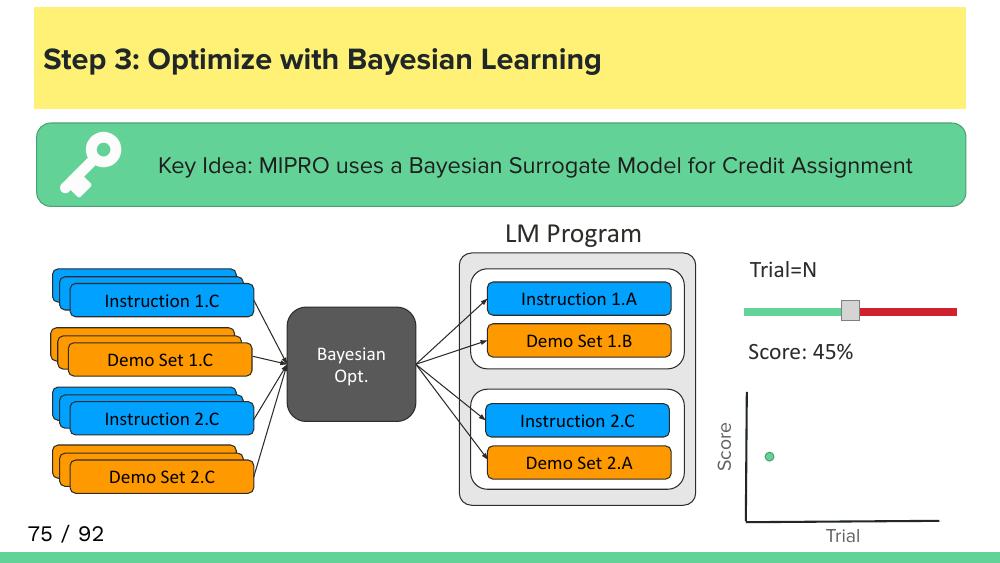 Step 3: Optimize with Bayesian Learning
Key Idea: MIPRO uses a Bayesian Surrogate Model for Credit Assignment
LM Program
Instruction 1.C
Demo Set 1.C
Instruction 2.C
Demo Set 2.C
Bayesian
Opt.
Instruction 1.A
Demo Set 1.B
Instruction 2.C
Demo Set 2.A
Trial=N
Score: 45%
Score
Trial
75 / 92